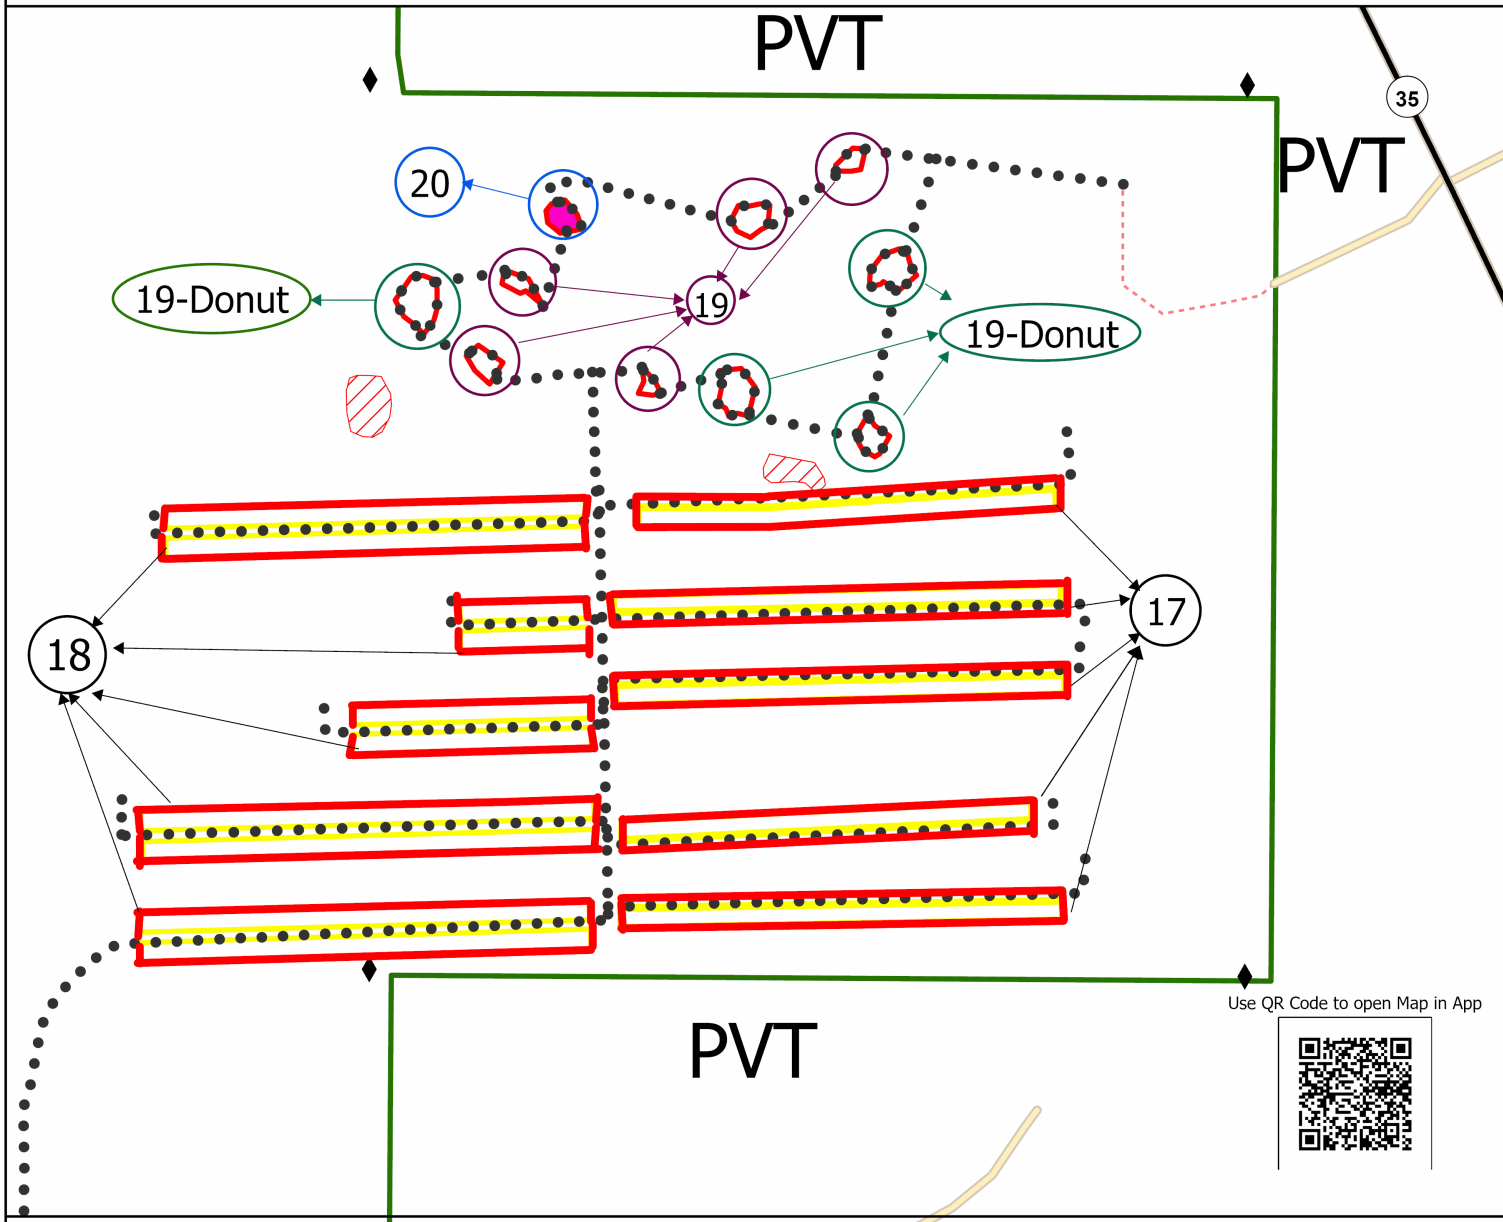 PVT
35
PVT
20
19-Donut
19
19-Donut
17
18
Use QR Code to open Map in App
PVT